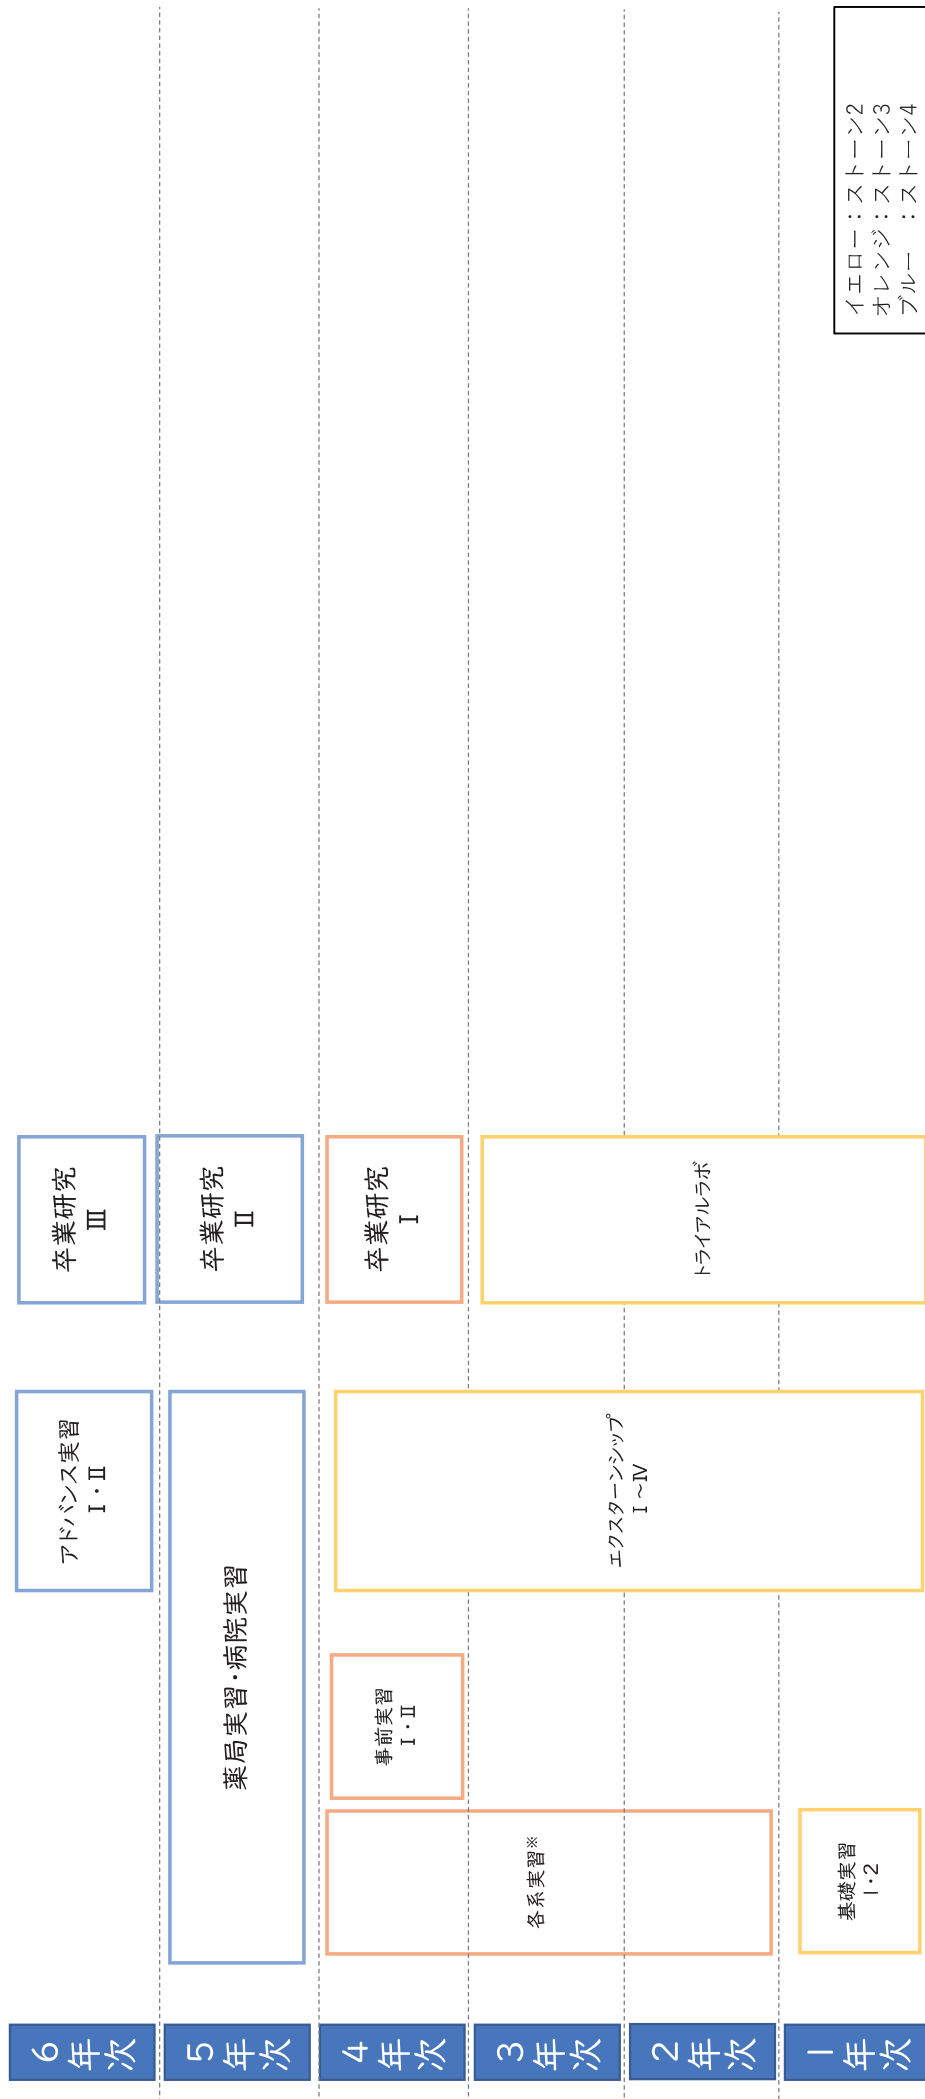 6年次
5年次
4年次
3年次
2年次
1年次
アドバンス実習
Ⅰ・Ⅱ
卒業研究
Ⅲ
薬局実習・病院実習
卒業研究
Ⅱ
各系実習※
事前実習
Ⅰ・Ⅱ
エクスターンシップ
Ⅰ～Ⅳ
卒業研究
Ⅰ
トライアルラボ
基礎実習
1・2
イエロー：ストーン2
オレンジ：ストーン3
ブルー　：ストーン4